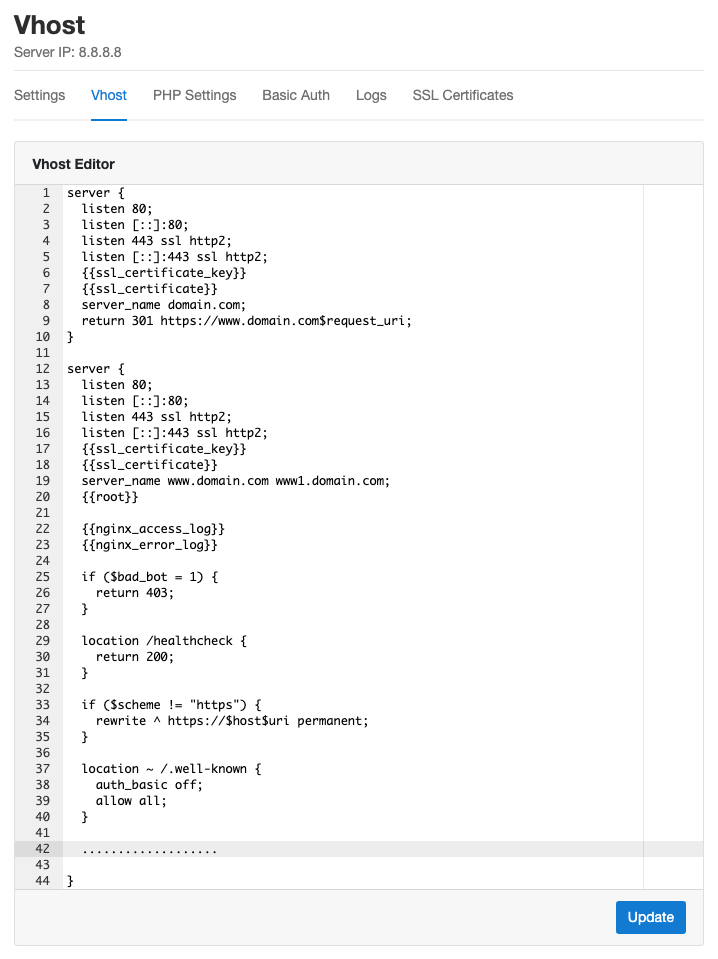 Vhost
Server IP: 8.8.8.8
Settings Vhost PHP Settings Basic Auth Logs SSL Certificates
Vhost Editor
1 server {
2   listen 80;
3   listen [::]:80;
4   listen 443 ssl http2;
5   listen [::]:443 ssl http2;
6   {{ssl_certificate_key}}
7   {{ssl_certificate}}
8   server_name domain.com;
9   return 301 https://www.domain.com$request_uri;
10 }
11
12 server {
13   listen 80;
14   listen [::]:80;
15   listen 443 ssl http2;
16   listen [::]:443 ssl http2;
17   {{ssl_certificate_key}}
18   {{ssl_certificate}}
19   server_name www.domain.com www1.domain.com;
20   {{root}}
21
22   {{nginx_access_log}}
23   {{nginx_error_log}}
24
25   if ($bad_bot = 1) {
26     return 403;
27   }
28
29   location /healthcheck {
30     return 200;
31   }
32
33   if ($scheme != "https") {
34     rewrite ^ https://$host$uri permanent;
35   }
36
37   location ~ /.well-known {
38     auth_basic off;
39     allow all;
40   }
41
42   ...................
43
44 }
Update